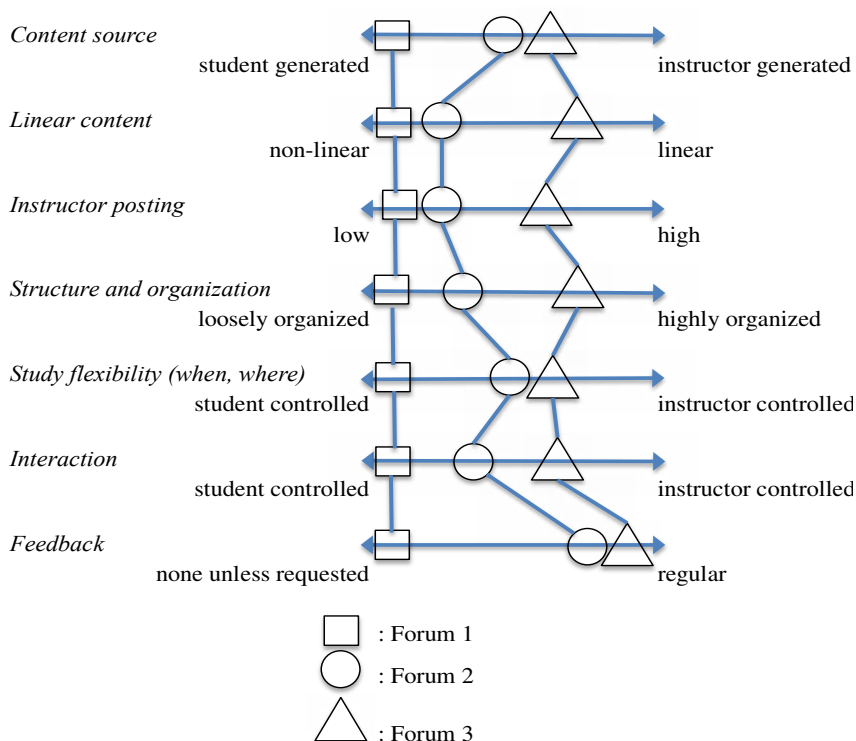 Content source
student generated
instructor generated
Linear content
non-linear
linear
Instructor posting
low
high
Structure and organization
loosely organized
highly organized
Study flexibility (when, where)
student controlled
instructor controlled
Interaction
student controlled
instructor controlled
Feedback
none unless requested
regular
: Forum 1
: Forum 2
: Forum 3